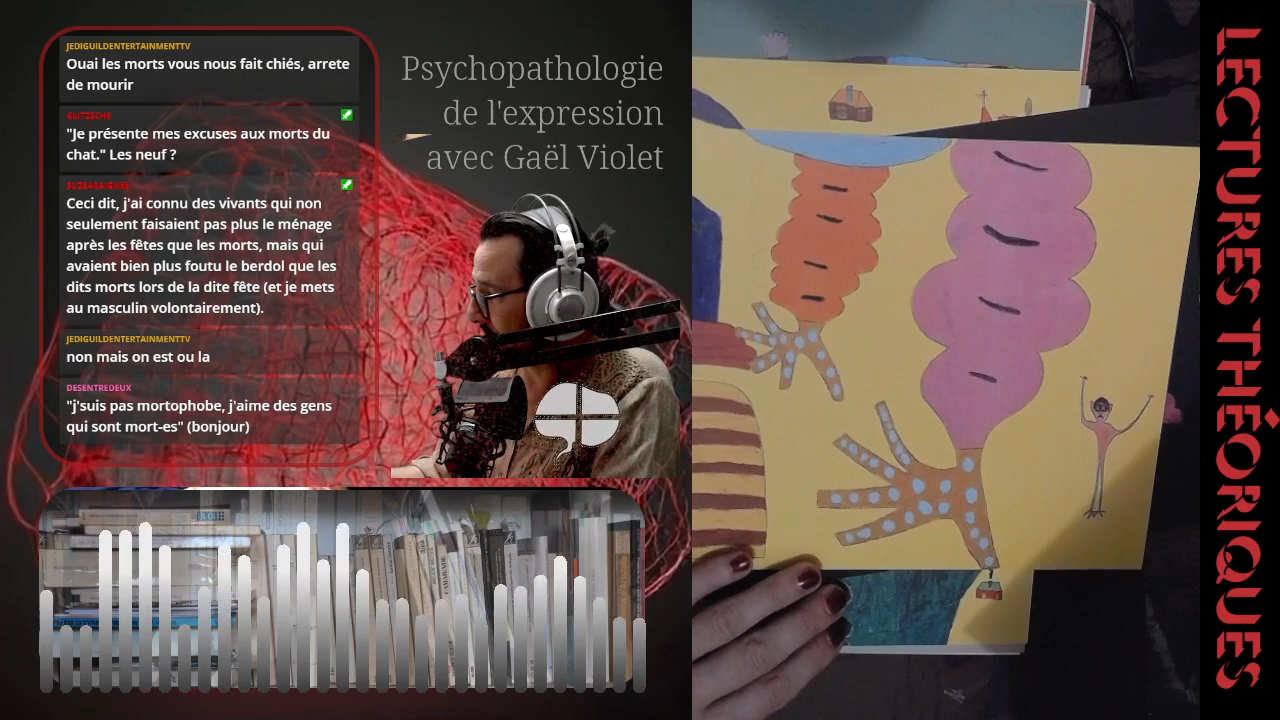 JEDIGUILDENTERTAINMENTTV
Ouai les morts vous nous fait chiés, arrete
de mourir
GLITZSCHE
"Je présente mes excuses aux morts du
chat." Les neuf ?
SUZEARAIGNEE
Ceci dit, j'ai connu des vivants qui non
seulement faisaient pas plus le ménage
après les fêtes que les morts, mais qui
avaient bien plus foutu le berdol que les
dits morts lors de la dite fête (et je mets
au masculin volontairement).
JEDIGUILDENTERTAINMENTTV
non mais on est ou la
DESENTREDEUX
"j'suis pas mortophobe, j'aime des gens
qui sont mort-es" (bonjour)
Psychopathologie
de l'expression
avec Gaël Violet
LECTURES THÉORIQUES